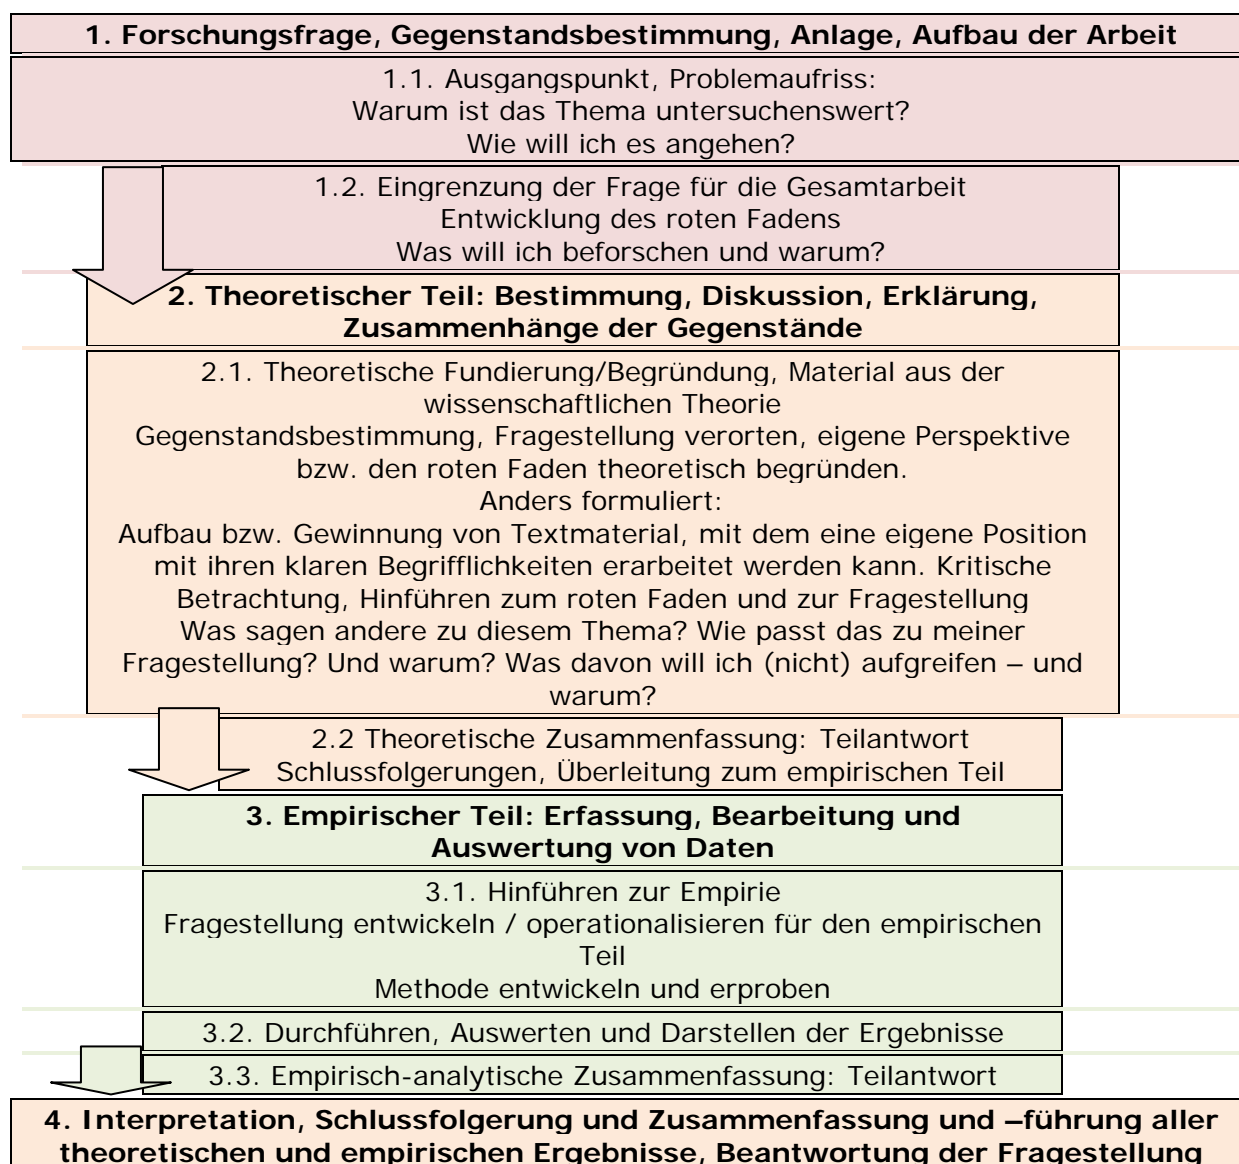 1. Forschungsfrage, Gegenstandsbestimmung, Anlage, Aufbau der Arbeit
1.1. Ausgangspunkt, Problemaufriss:
Warum ist das Thema untersuchenswert?
Wie will ich es angehen?
1.2. Eingrenzung der Frage für die Gesamtarbeit
Entwicklung des roten Fadens
Was will ich beforschen und warum?
2. Theoretischer Teil: Bestimmung, Diskussion, Erklärung,
Zusammenhänge der Gegenstände
2.1. Theoretische Fundierung/Begründung, Material aus der
wissenschaftlichen Theorie
Gegenstandsbestimmung, Fragestellung verorten, eigene Perspektive
bzw. den roten Faden theoretisch begründen.
Anders formuliert:
Aufbau bzw. Gewinnung von Textmaterial, mit dem eine eigene Position
mit ihren klaren Begrifflichkeiten erarbeitet werden kann. Kritische
Betrachtung, Hinführen zum roten Faden und zur Fragestellung
Was sagen andere zu diesem Thema? Wie passt das zu meiner
Fragestellung? Und warum? Was davon will ich (nicht) aufgreifen – und
warum?
2.2 Theoretische Zusammenfassung: Teilantwort
Schlussfolgerungen, Überleitung zum empirischen Teil
3. Empirischer Teil: Erfassung, Bearbeitung und
Auswertung von Daten
3.1. Hinführen zur Empirie
Fragestellung entwickeln / operationalisieren für den empirischen
Teil
Methode entwickeln und erproben
3.2. Durchführen, Auswerten und Darstellen der Ergebnisse
3.3. Empirisch-analytische Zusammenfassung: Teilantwort
4. Interpretation, Schlussfolgerung und Zusammenfassung und –führung aller
theoretischen und empirischen Ergebnisse, Beantwortung der Fragestellung